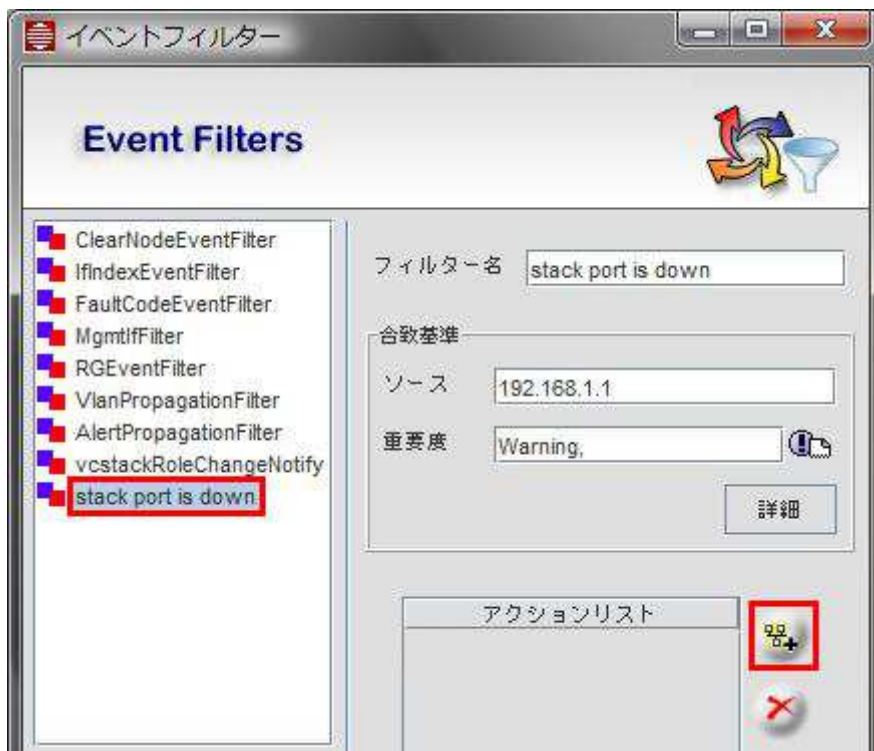 イベントフィルター
Event Filters
ClearNodeEventFilter
IfIndexEventFilter
FaultCodeEventFilter
MgmtIfFilter
RGEventFilter
VlanPropagationFilter
AlertPropagationFilter
vcstackRoleChangeNotify
stack port is down
フィルター名 stack port is down
合致基準
ソース 192.168.1.1
重要度 Warning,
詳細
アクションリスト